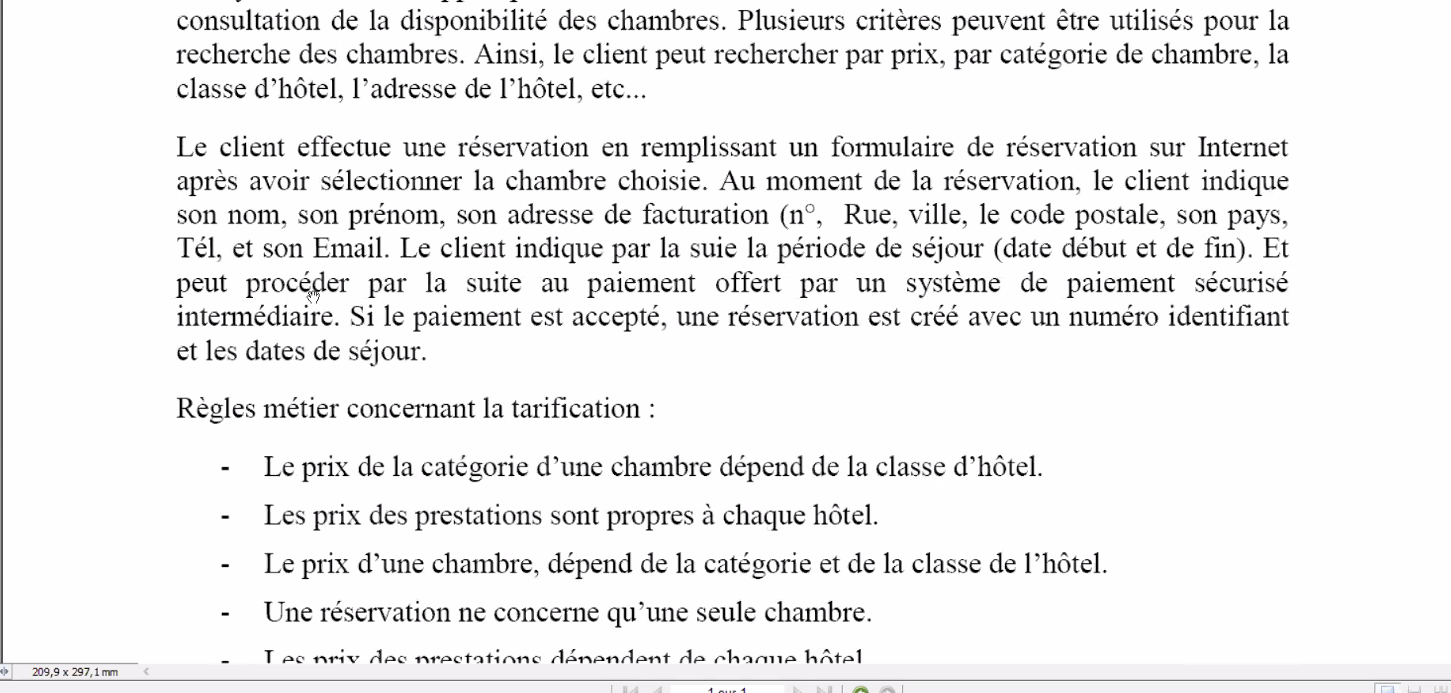 consultation de la disponibilité des chambres. Plusieurs critères peuvent être utilisés pour la
recherche des chambres. Ainsi, le client peut rechercher par prix, par catégorie de chambre, la
classe d’hôtel, l’adresse de l’hôtel, etc...
Le client effectue une réservation en remplissant un formulaire de réservation sur Internet
après avoir sélectionner la chambre choisie. Au moment de la réservation, le client indique
son nom, son prénom, son adresse de facturation (n°, Rue, ville, le code postale, son pays,
Tél, et son Email. Le client indique par la suie la période de séjour (date début et de fin). Et
peut procéder par la suite au paiement offert par un système de paiement sécurisé
intermédiaire. Si le paiement est accepté, une réservation est créé avec un numéro identifiant
et les dates de séjour.
Règles métier concernant la tarification :
- Le prix de la catégorie d’une chambre dépend de la classe d’hôtel.
- Les prix des prestations sont propres à chaque hôtel.
- Le prix d’une chambre, dépend de la catégorie et de la classe de l’hôtel.
- Une réservation ne concerne qu’une seule chambre.
- Les prix des prestations dépendent de chaque hôtel
209,9 x 297,1 mm
1 sur 1